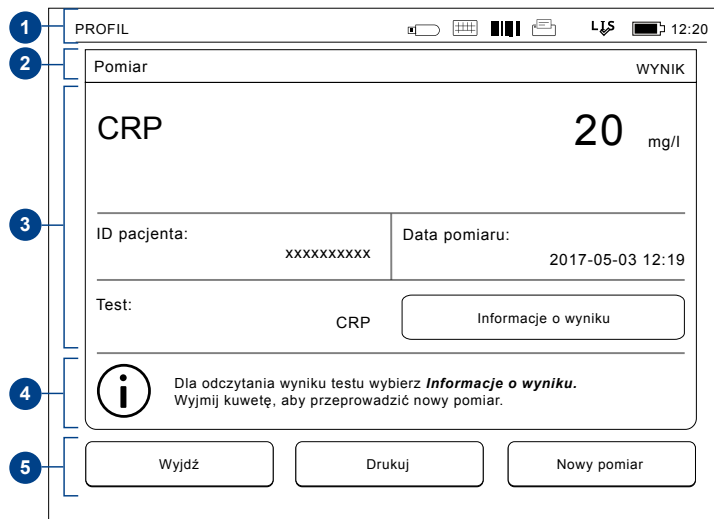 1 PROFIL LIS 12:20
2 Pomiar WYNIK
CRP 20 mg/l
3
ID pacjenta: xxxxxxxxxx
Data pomiaru: 2017-05-03 12:19
Test: CRP
Informacje o wyniku
4
Dla odczytania wyniku testu wybierz Informacje o wyniku.
Wyjmij kuwetę, aby przeprowadzić nowy pomiar.
5 Wyjdź Drukuj Nowy pomiar